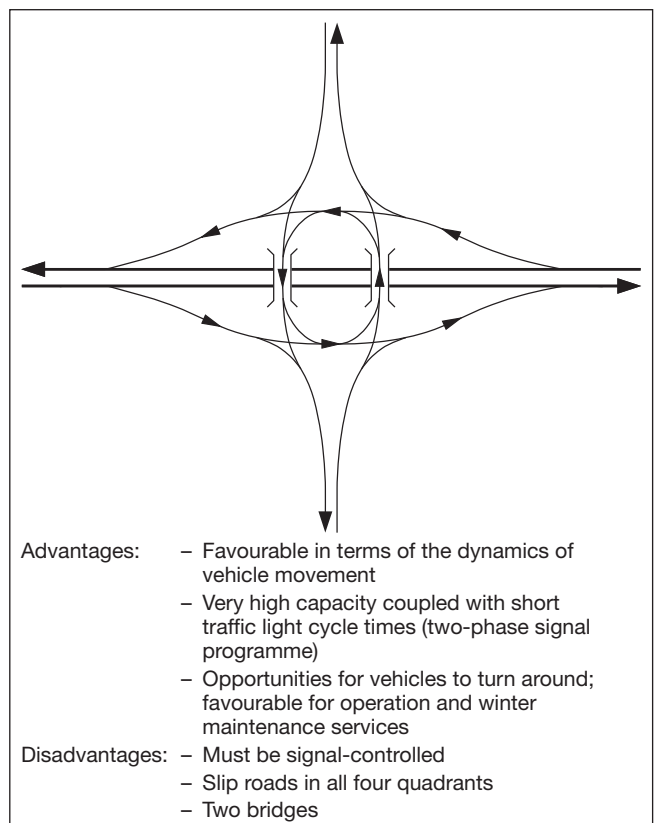 Advantages: – Favourable in terms of the dynamics of
vehicle movement
– Very high capacity coupled with short
traffic light cycle times (two-phase signal
programme)
– Opportunities for vehicles to turn around;
favourable for operation and winter
maintenance services
Disadvantages: – Must be signal-controlled
– Slip roads in all four quadrants
– Two bridges